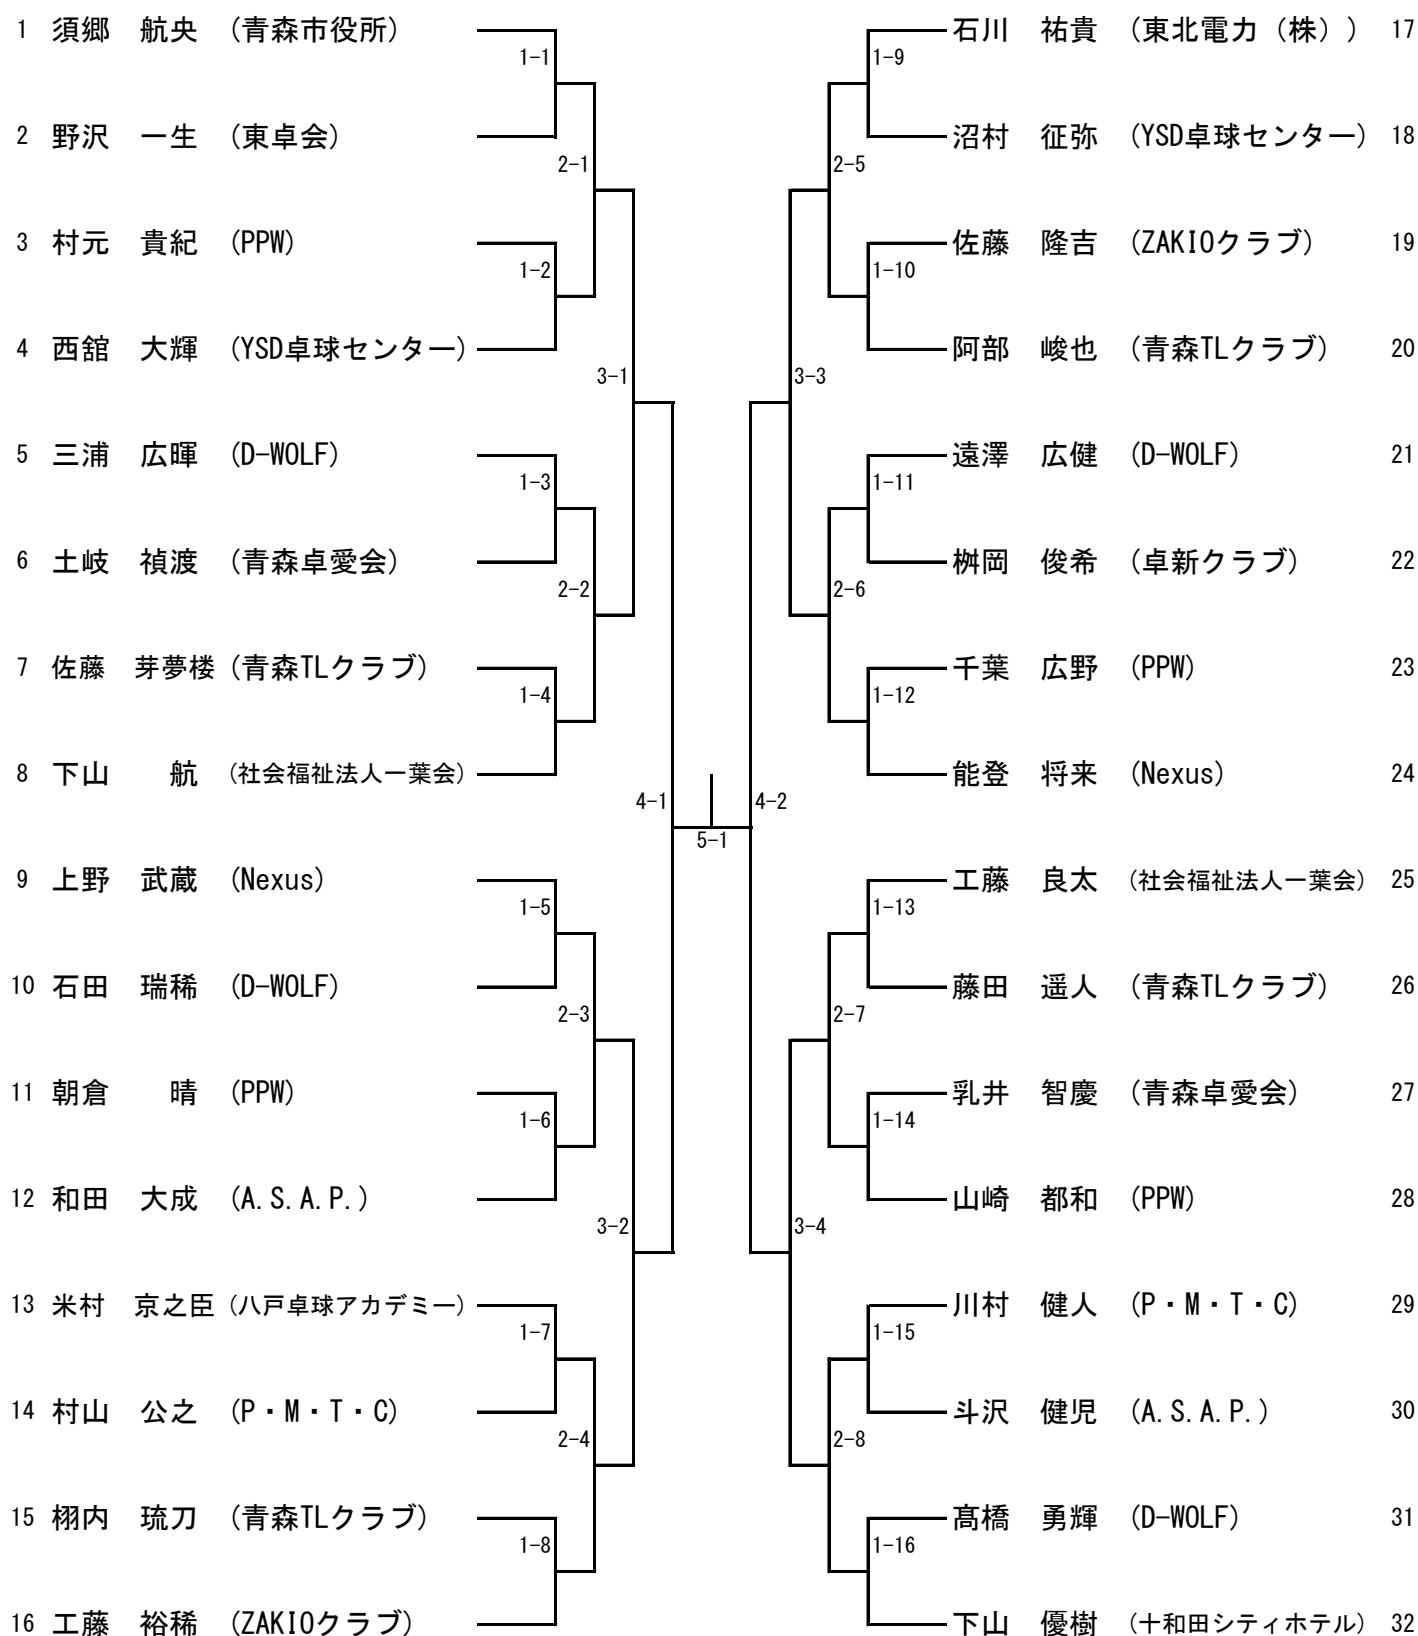 1 須郷 航央 (青森市役所)
1-1
2 野沢 一生 (東卓会)
2-1
3 村元 貴紀 (PPW)
1-2
4 西舘 大輝 (YSD卓球センター)
3-1
5 三浦 広暉 (D-WOLF)
1-3
6 土岐 禎渡 (青森卓愛会)
2-2
7 佐藤 芽夢楼 (青森TLクラブ)
1-4
8 下山 航 (社会福祉法人一葉会)
4-1
9 上野 武蔵 (Nexus)
1-5
10 石田 瑞稀 (D-WOLF)
2-3
11 朝倉 晴 (PPW)
1-6
12 和田 大成 (A.S.A.P.)
3-2
13 米村 京之臣 (八戸卓球アカデミー)
1-7
14 村山 公之 (P・M・T・C)
2-4
15 栩内 琉刀 (青森TLクラブ)
1-8
16 工藤 裕稀 (ZAKIOクラブ)
5-1
石川 祐貴 (東北電力（株）) 17
1-9
沼村 征弥 (YSD卓球センター) 18
2-5
佐藤 隆吉 (ZAKIOクラブ) 19
1-10
阿部 峻也 (青森TLクラブ) 20
3-3
遠澤 広健 (D-WOLF) 21
1-11
桝岡 俊希 (卓新クラブ) 22
2-6
千葉 広野 (PPW) 23
1-12
能登 将来 (Nexus) 24
4-2
工藤 良太 (社会福祉法人一葉会) 25
1-13
藤田 遥人 (青森TLクラブ) 26
2-7
乳井 智慶 (青森卓愛会) 27
1-14
山崎 都和 (PPW) 28
3-4
川村 健人 (P・M・T・C) 29
1-15
斗沢 健児 (A.S.A.P.) 30
2-8
髙橋 勇輝 (D-WOLF) 31
1-16
下山 優樹 (十和田シティホテル) 32